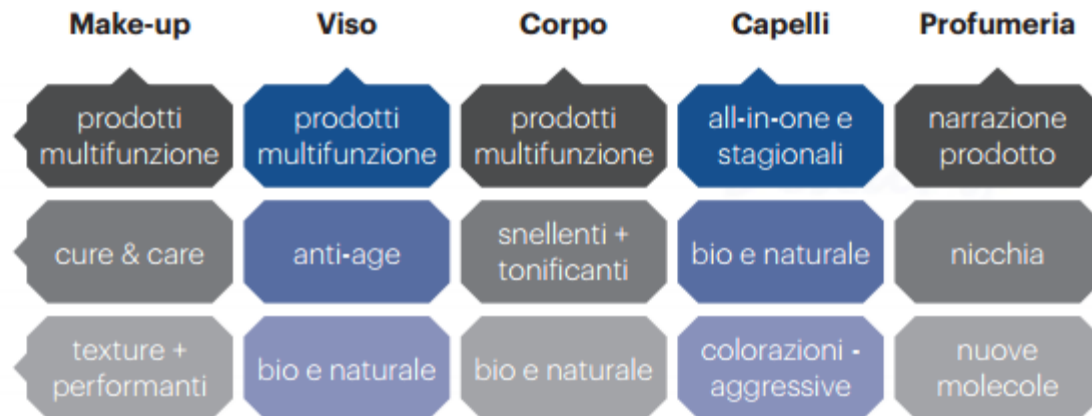 Make-up
Viso
Corpo
Capelli
Profumeria
prodotti
multifunzione
prodotti
multifunzione
prodotti
multifunzione
all-in-one e
stagionali
narrazione
prodotto
cure & care
anti-age
snellenti +
tonificanti
bio e naturale
nicchia
texture +
performanti
bio e naturale
bio e naturale
colorazioni -
aggressive
nuove
molecole